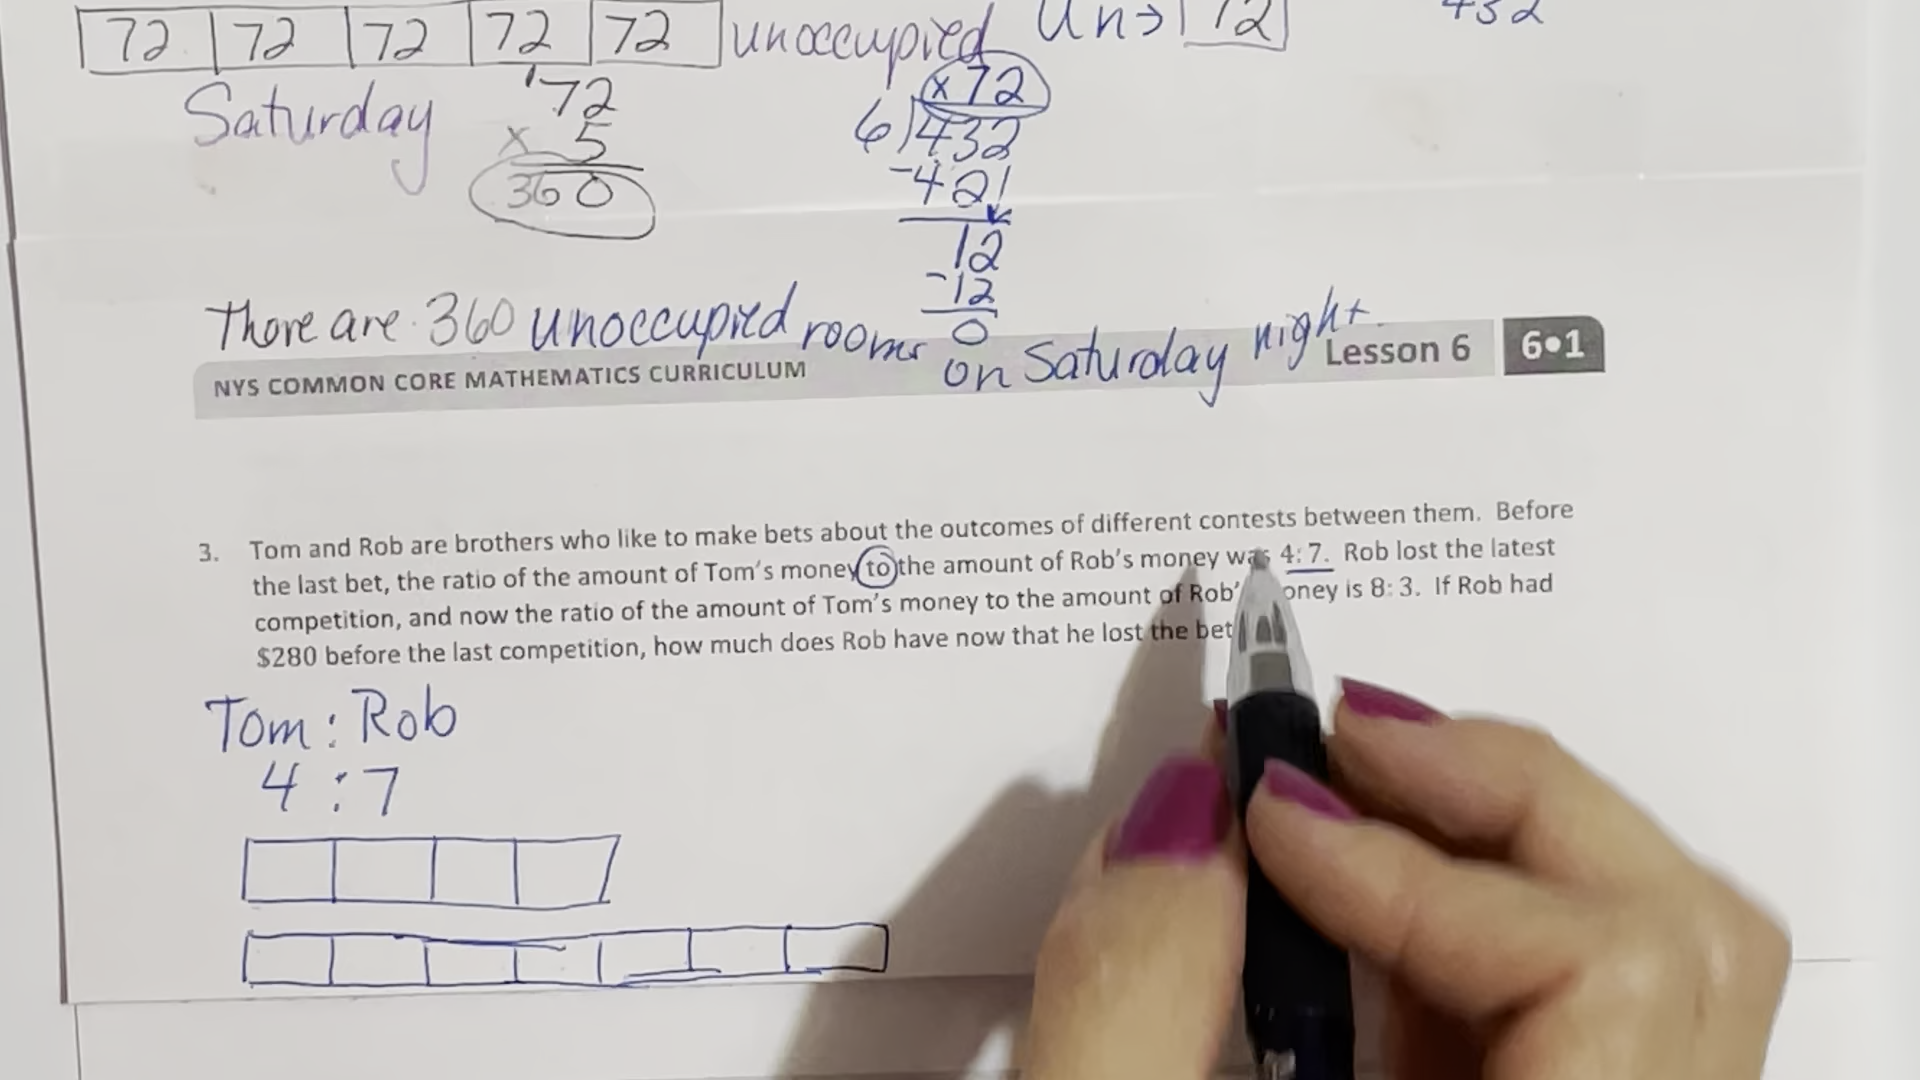 72 72 72 72 72 unoccupied Un→ 12 432
Saturday
'72
x 5
360
x 72
6)432
-42
12
-12
0
There are 360 unoccupied rooms on Saturday night
NYS COMMON CORE MATHEMATICS CURRICULUM Lesson 6 6•1
3. Tom and Rob are brothers who like to make bets about the outcomes of different contests between them. Before
the last bet, the ratio of the amount of Tom's money to the amount of Rob's money was 4:7. Rob lost the latest
competition, and now the ratio of the amount of Tom's money to the amount of Rob' oney is 8:3. If Rob had
$280 before the last competition, how much does Rob have now that he lost the bet
Tom : Rob
4 : 7